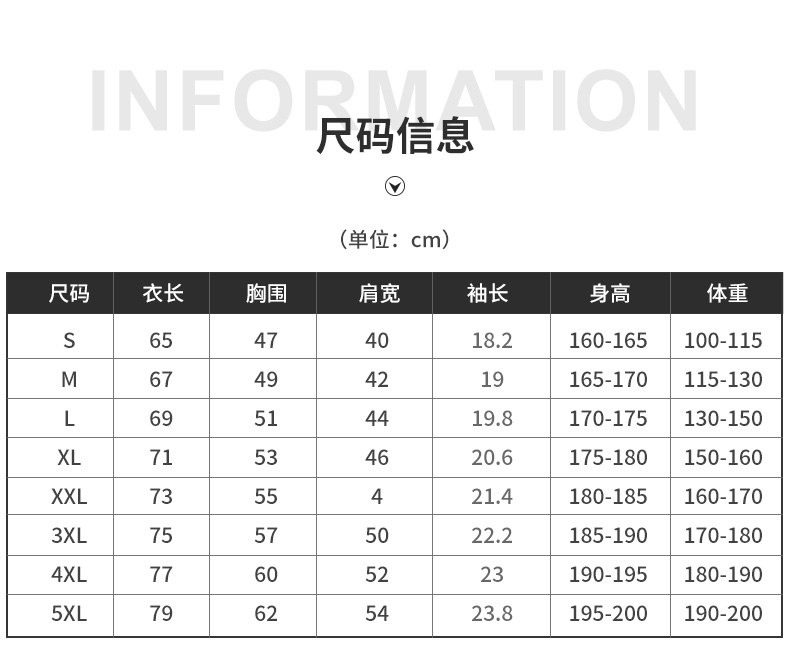 INFORMATION
尺码信息
（单位：cm）
尺码 衣长 胸围 肩宽 袖长 身高 体重
S 65 47 40 18.2 160-165 100-115
M 67 49 42 19 165-170 115-130
L 69 51 44 19.8 170-175 130-150
XL 71 53 46 20.6 175-180 150-160
XXL 73 55 4 21.4 180-185 160-170
3XL 75 57 50 22.2 185-190 170-180
4XL 77 60 52 23 190-195 180-190
5XL 79 62 54 23.8 195-200 190-200